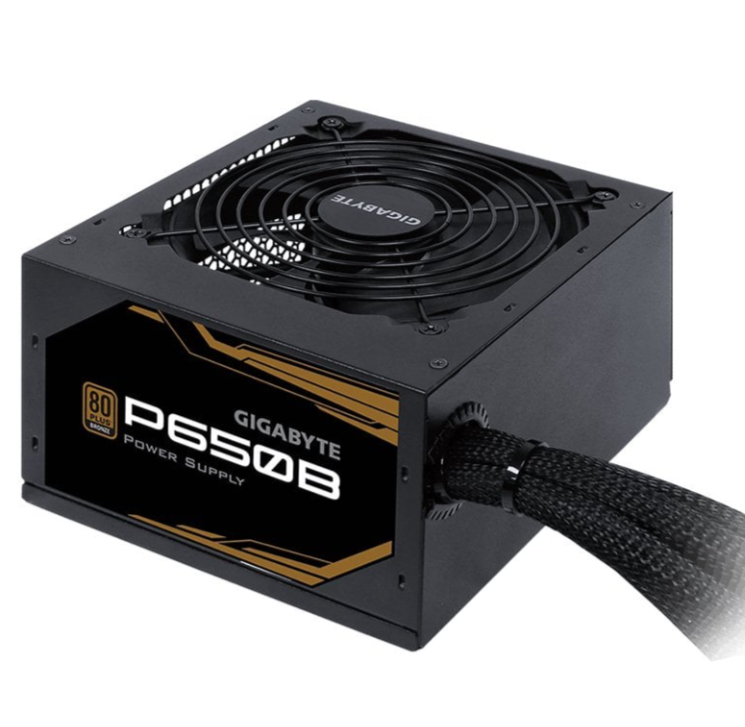 GIGABYTE
80
PLUS
BRONZE
GIGABYTE
P650B
POWER SUPPLY